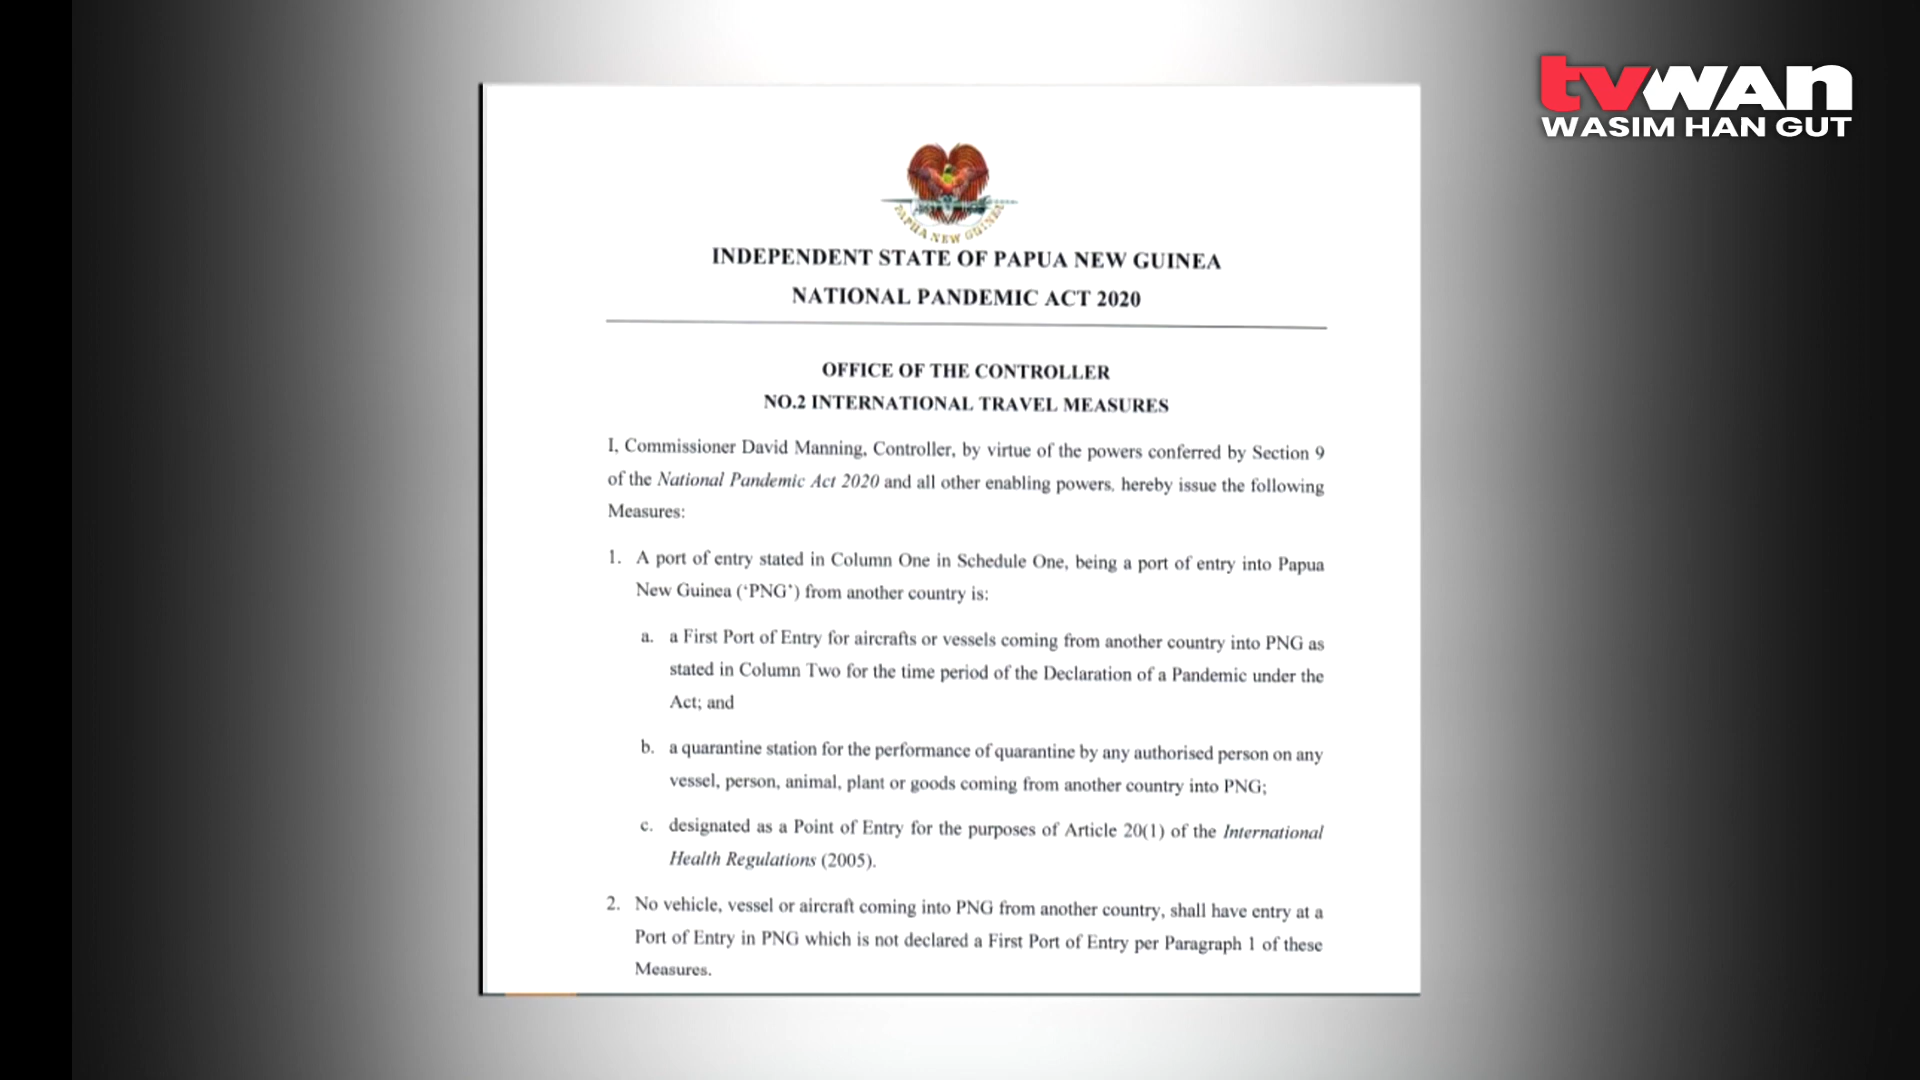 tvwan
WASIM HAN GUT
PAPUA NEW GUINEA
INDEPENDENT STATE OF PAPUA NEW GUINEA
NATIONAL PANDEMIC ACT 2020
OFFICE OF THE CONTROLLER
NO.2 INTERNATIONAL TRAVEL MEASURES
I, Commissioner David Manning, Controller, by virtue of the powers conferred by Section 9
of the National Pandemic Act 2020 and all other enabling powers, hereby issue the following
Measures:
1. A port of entry stated in Column One in Schedule One, being a port of entry into Papua
New Guinea (‘PNG’) from another country is:
a. a First Port of Entry for aircrafts or vessels coming from another country into PNG as
stated in Column Two for the time period of the Declaration of a Pandemic under the
Act; and
b. a quarantine station for the performance of quarantine by any authorised person on any
vessel, person, animal, plant or goods coming from another country into PNG;
c. designated as a Point of Entry for the purposes of Article 20(1) of the International
Health Regulations (2005).
2. No vehicle, vessel or aircraft coming into PNG from another country, shall have entry at a
Port of Entry in PNG which is not declared a First Port of Entry per Paragraph 1 of these
Measures.